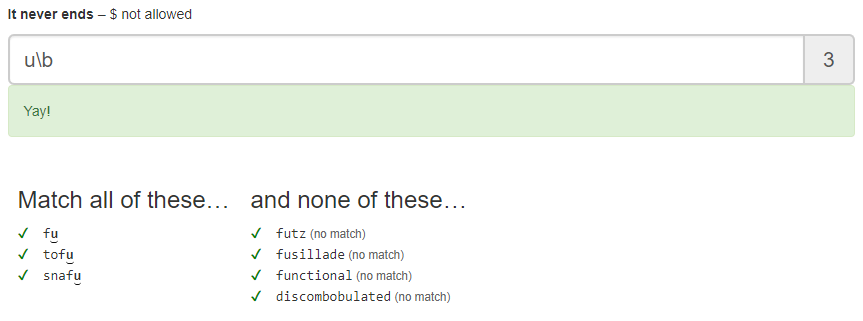 It never ends – $ not allowed
u\b 3
Yay!
Match all of these… and none of these…
✓ fu ✓ futz (no match)
✓ tofu ✓ fusillade (no match)
✓ snafu ✓ functional (no match)
✓ discombobulated (no match)